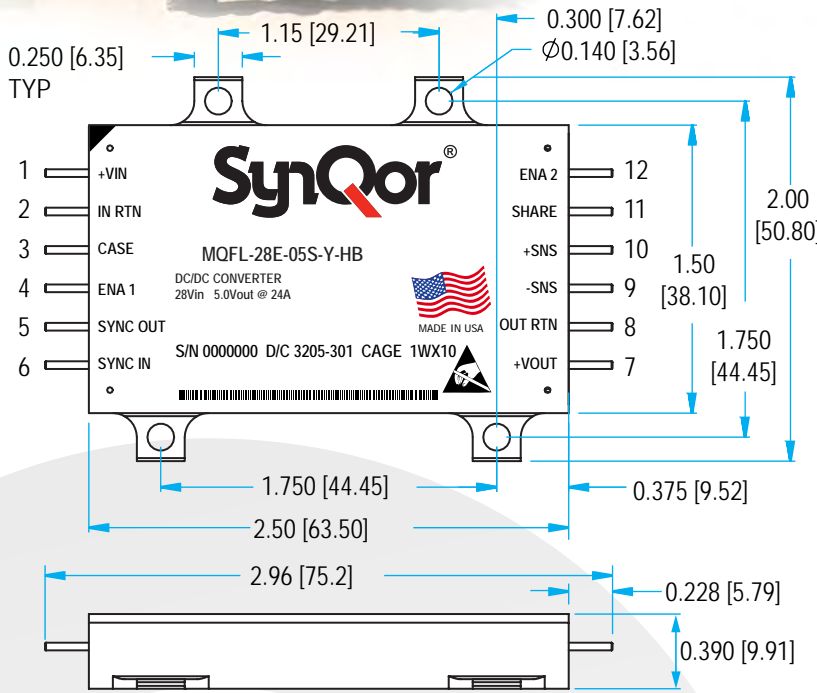 1.15 [29.21]
0.300 [7.62]
0.250 [6.35]
TYP
Ø0.140 [3.56]
SynQor®
1 +VIN
2 IN RTN
3 CASE
4 ENA 1
5 SYNC OUT
6 SYNC IN
ENA 2 12
SHARE 11
+SNS 10
-SNS 9
OUT RTN 8
+VOUT 7
MQFL-28E-05S-Y-HB
DC/DC CONVERTER
28Vin 5.0Vout @ 24A
MADE IN USA
S/N 0000000 D/C 3205-301 CAGE 1WX10
2.00
[50.80]
1.50
[38.10]
1.750
[44.45]
1.750 [44.45]
0.375 [9.52]
2.50 [63.50]
2.96 [75.2]
0.228 [5.79]
0.390 [9.91]